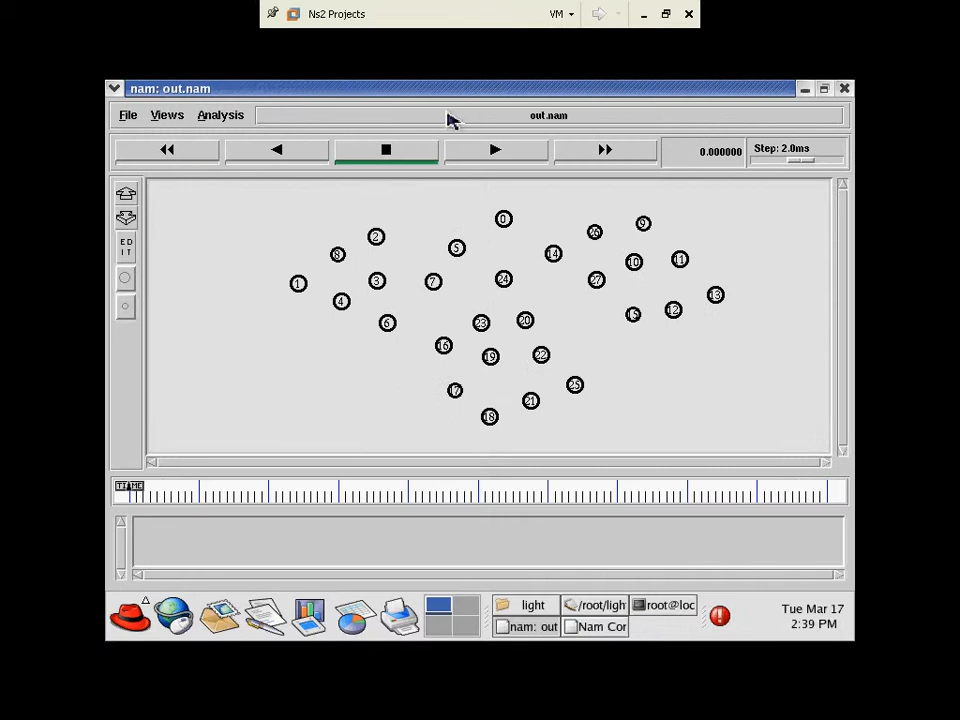 Ns2 Projects VM
nam: out.nam
File Views Analysis out.nam
0.000000 Step: 2.0ms
0
9
26
2
5
8
14
11
10
3
7
24
27
1
13
4
12
15
20
23
6
16
22
19
25
17
21
18
ED
IT
TIME
light /root/ligh root@loc
nam: out Nam Cor
Tue Mar 17
2:39 PM